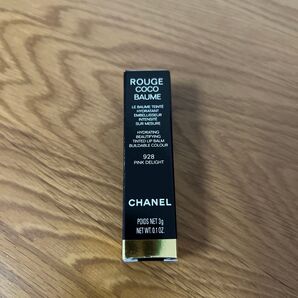 ROUGE
COCO
BAUME
LE BAUME TEINTÉ
HYDRATANT
EMBELLISSEUR
INTENSITÉ
SUR MESURE
HYDRATING
BEAUTIFYING
TINTED LIP BALM
BUILDABLE COLOUR
928
PINK DELIGHT
CHANEL
POIDS NET 3g
NET WT. 0.1 OZ.